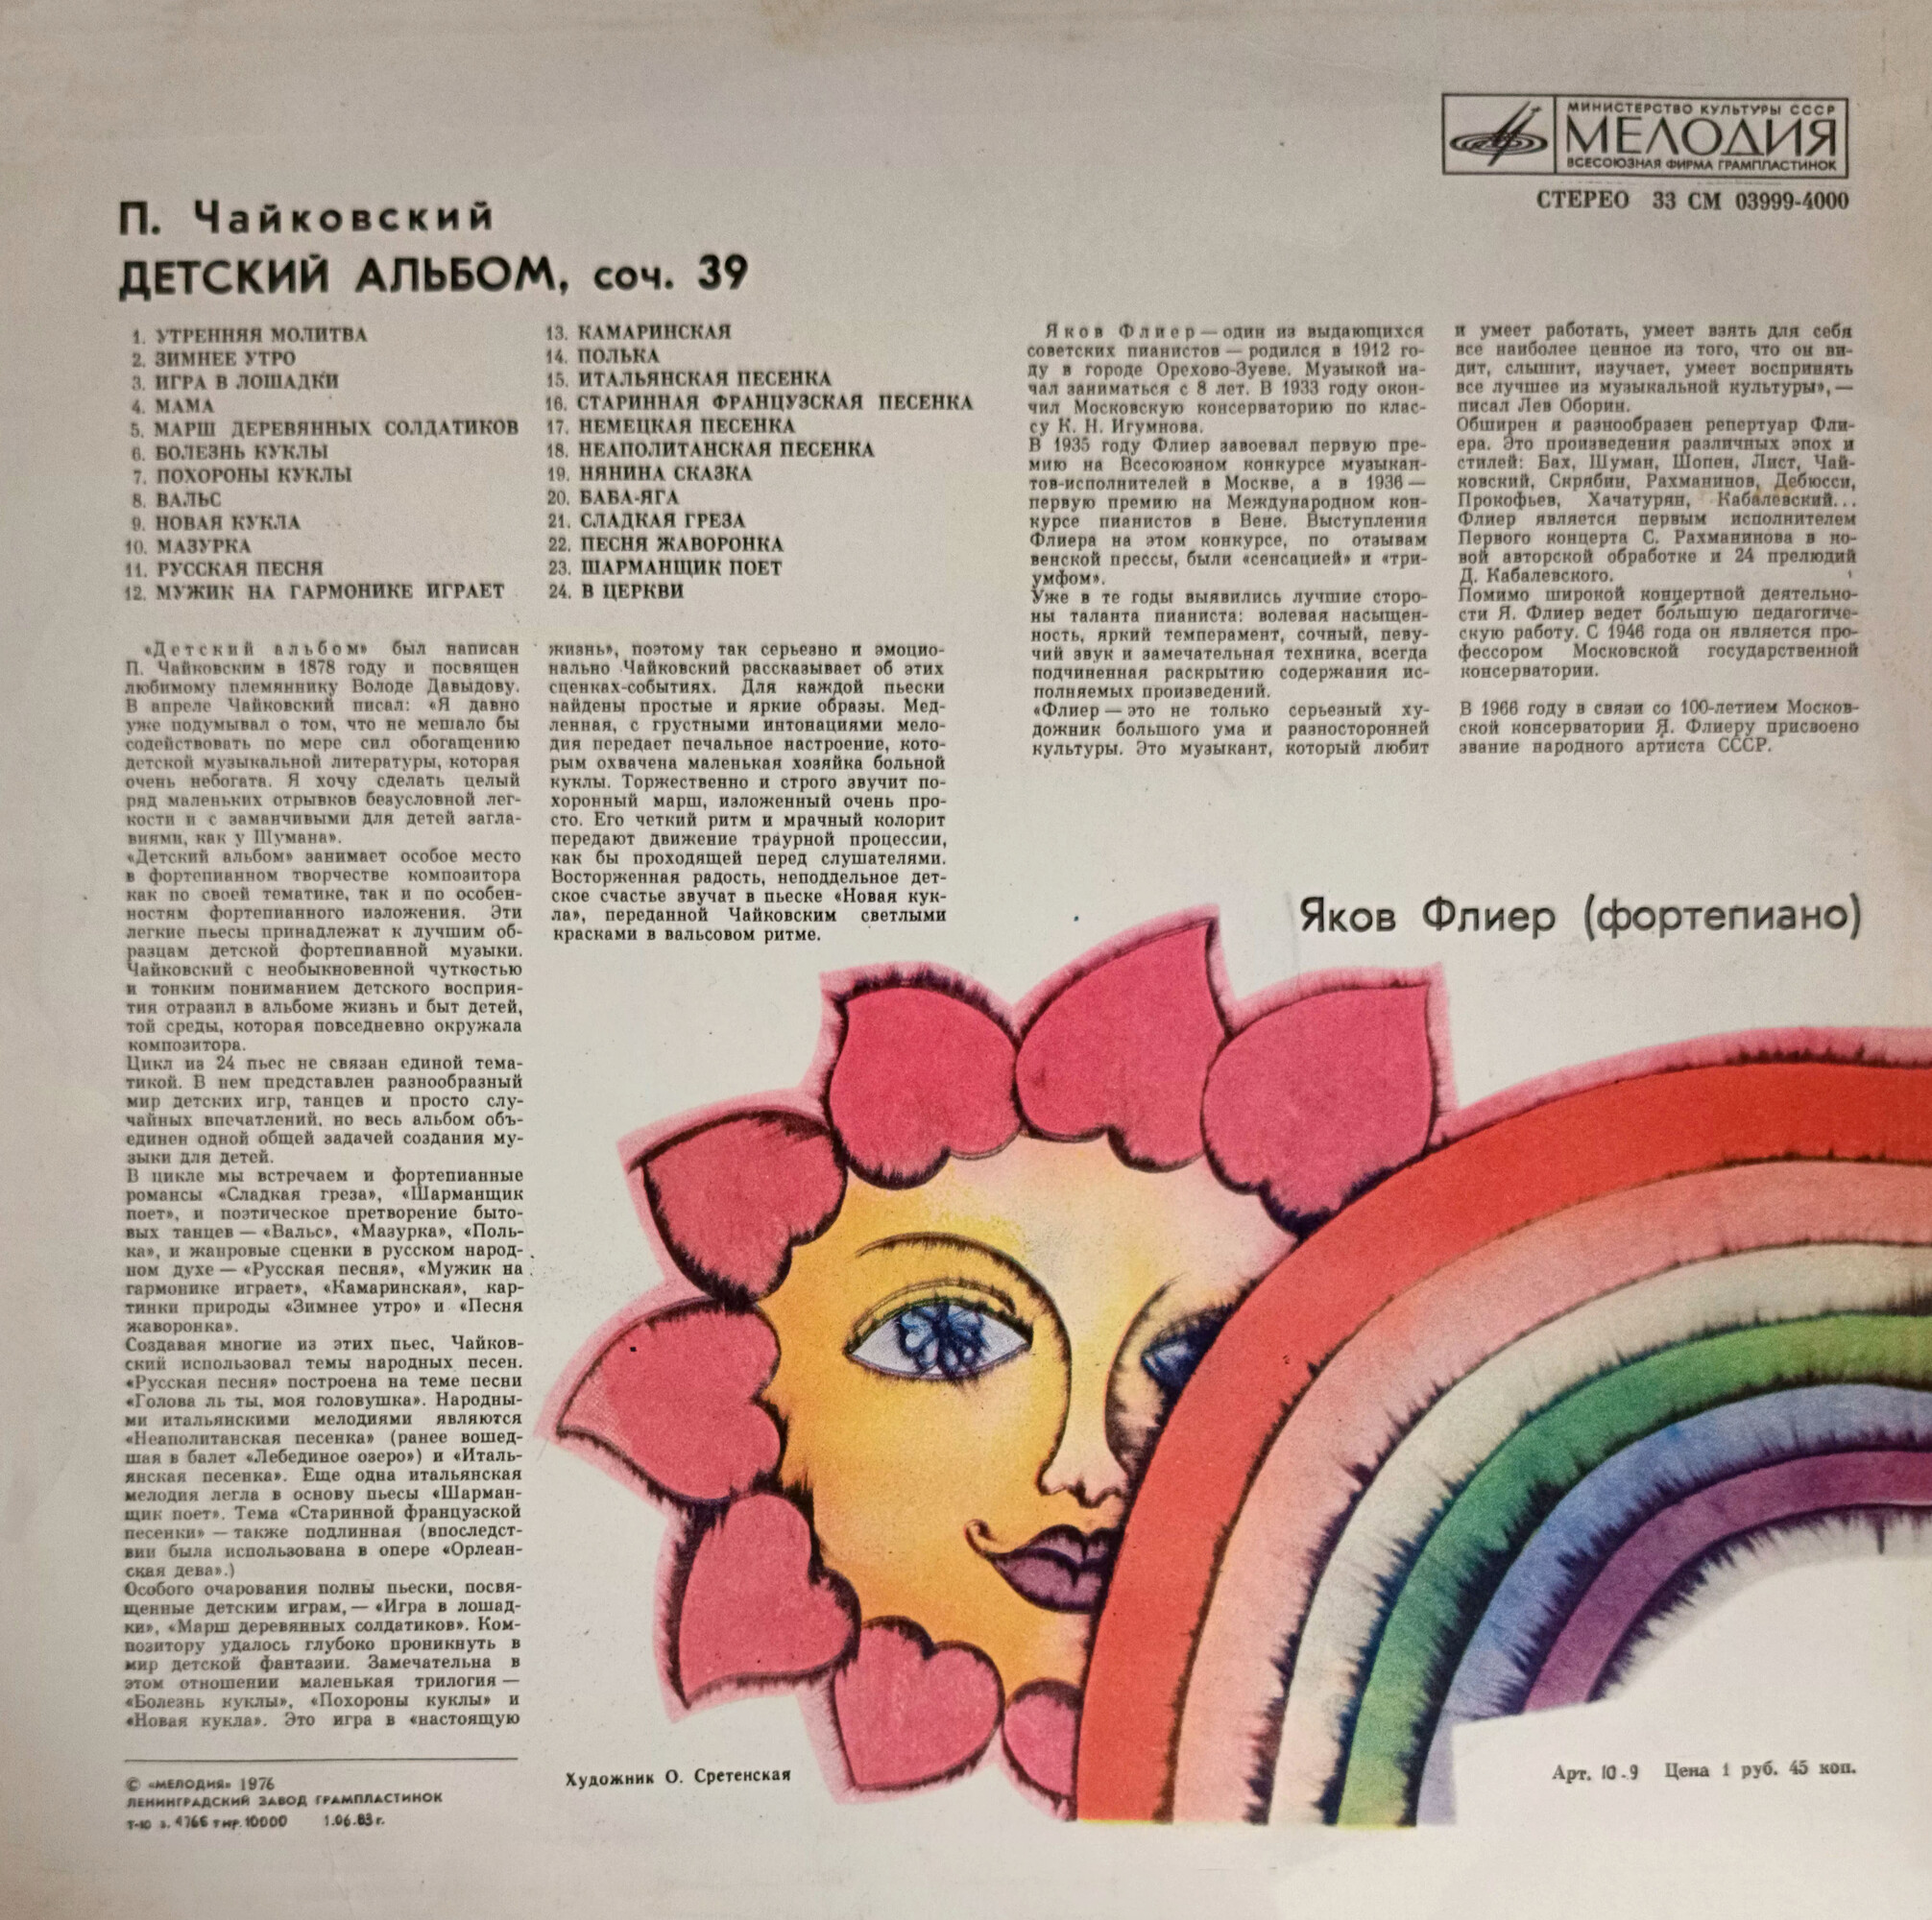 МИНИСТЕРСТВО КУЛЬТУРЫ СССР
МЕЛОДИЯ
ВСЕСОЮЗНАЯ ФИРМА ГРАМПЛАСТИНОК
СТЕРЕО 33 СМ 03999-4000
П. Чайковский
ДЕТСКИЙ АЛЬБОМ, соч. 39
1. УТРЕННЯЯ МОЛИТВА
2. ЗИМНЕЕ УТРО
3. ИГРА В ЛОШАДКИ
4. МАМА
5. МАРШ ДЕРЕВЯННЫХ СОЛДАТИКОВ
6. БОЛЕЗНЬ КУКЛЫ
7. ПОХОРОНЫ КУКЛЫ
8. ВАЛЬС
9. НОВАЯ КУКЛА
10. МАЗУРКА
11. РУССКАЯ ПЕСНЯ
12. МУЖИК НА ГАРМОНИКЕ ИГРАЕТ
13. КАМАРИНСКАЯ
14. ПОЛЬКА
15. ИТАЛЬЯНСКАЯ ПЕСЕНКА
16. СТАРИННАЯ ФРАНЦУЗСКАЯ ПЕСЕНКА
17. НЕМЕЦКАЯ ПЕСЕНКА
18. НЕАПОЛИТАНСКАЯ ПЕСЕНКА
19. НЯНИНА СКАЗКА
20. БАБА-ЯГА
21. СЛАДКАЯ ГРЕЗА
22. ПЕСНЯ ЖАВОРОНКА
23. ШАРМАНЩИК ПОЕТ
24. В ЦЕРКВИ
«Детский альбом» был написан
П. Чайковским в 1878 году и посвящен
любимому племяннику Володе Давыдову.
В апреле Чайковский писал: «Я давно
уже подумывал о том, что не мешало бы
содействовать по мере сил обогащению
детской музыкальной литературы, которая
очень небогата. Я хочу сделать целый
ряд маленьких отрывков безусловной лег-
кости и с заманчивыми для детей загла-
виями, как у Шумана».
«Детский альбом» занимает особое место
в фортепианном творчестве композитора
как по своей тематике, так и по особен-
ностям фортепианного изложения. Эти
легкие пьесы принадлежат к лучшим об-
разцам детской фортепианной музыки.
Чайковский с необыкновенной чуткостью
и тонким пониманием детского восприя-
тия отразил в альбоме жизнь и быт детей,
той среды, которая повседневно окружала
композитора.
Цикл из 24 пьес не связан единой тема-
тикой. В нем представлен разнообразный
мир детских игр, танцев и просто слу-
чайных впечатлений, но весь альбом объ-
единен одной общей задачей создания му-
зыки для детей.
В цикле мы встречаем и фортепианные
романсы «Сладкая греза», «Шарманщик
поет», и поэтическое претворение быто-
вых танцев — «Вальс», «Мазурка», «Поль-
ка», и жанровые сценки в русском народ-
ном духе — «Русская песня», «Мужик на
гармонике играет», «Камаринская», кар-
тинки природы «Зимнее утро» и «Песня
жаворонка».
Создавая многие из этих пьес, Чайков-
ский использовал темы народных песен.
«Русская песня» построена на теме песни
«Голова ль ты, моя головушка». Народны-
ми итальянскими мелодиями являются
«Неаполитанская песенка» (ранее вошед-
шая в балет «Лебединое озеро») и «Италь-
янская песенка». Еще одна итальянская
мелодия легла в основу пьесы «Шарман-
щик поет». Тема «Старинной французской
песенки» — также подлинная (впоследст-
вии была использована в опере «Орлеан-
ская дева».)
Особого очарования полны пьески, посвя-
щенные детским играм, — «Игра в лошад-
ки», «Марш деревянных солдатиков». Ком-
позитору удалось глубоко проникнуть в
мир детской фантазии. Замечательна в
этом отношении маленькая трилогия —
«Болезнь куклы», «Похороны куклы» и
«Новая кукла». Это игра в «настоящую
жизнь», поэтому так серьезно и эмоцио-
нально Чайковский рассказывает об этих
сценках-событиях. Для каждой пьески
найдены простые и яркие образы. Мед-
ленная, с грустными интонациями мело-
дия передает печальное настроение, кото-
рым охвачена маленькая хозяйка больной
куклы. Торжественно и строго звучит по-
хоронный марш, изложенный очень про-
сто. Его четкий ритм и мрачный колорит
передают движение траурной процессии,
как бы проходящей перед слушателями.
Восторженная радость, неподдельное дет-
ское счастье звучат в пьеске «Новая кук-
ла», переданной Чайковским светлыми
красками в вальсовом ритме.
Яков Флиер — один из выдающихся
советских пианистов — родился в 1912 го-
ду в городе Орехово-Зуеве. Музыкой на-
чал заниматься с 8 лет. В 1933 году окон-
чил Московскую консерваторию по клас-
су К. Н. Игумнова.
В 1935 году Флиер завоевал первую пре-
мию на Всесоюзном конкурсе музыкан-
тов-исполнителей в Москве, а в 1936 —
первую премию на Международном кон-
курсе пианистов в Вене. Выступления
Флиера на этом конкурсе, по отзывам
венской прессы, были «сенсацией» и «три-
умфом».
Уже в те годы выявились лучшие сторо-
ны таланта пианиста: волевая насыщен-
ность, яркий темперамент, сочный, певу-
чий звук и замечательная техника, всегда
подчиненная раскрытию содержания ис-
полняемых произведений.
«Флиер — это не только серьезный ху-
дожник большого ума и разносторонней
культуры. Это музыкант, который любит
и умеет работать, умеет взять для себя
все наиболее ценное из того, что он ви-
дит, слышит, изучает, умеет воспринять
все лучшее из музыкальной культуры», —
писал Лев Оборин.
Обширен и разнообразен репертуар Фли-
ера. Это произведения различных эпох и
стилей: Бах, Шуман, Шопен, Лист, Чай-
ковский, Скрябин, Рахманинов, Дебюсси,
Прокофьев, Хачатурян, Кабалевский...
Флиер является первым исполнителем
Первого концерта С. Рахманинова в но-
вой авторской обработке и 24 прелюдий
Д. Кабалевского.
Помимо широкой концертной деятельно-
сти Я. Флиер ведет большую педагогиче-
скую работу. С 1946 года он является про-
фессором Московской государственной
консерватории.
В 1966 году в связи со 100-летием Москов-
ской консерватории Я. Флиеру присвоено
звание народного артиста СССР.
Яков Флиер (фортепиано)
© «МЕЛОДИЯ» 1976
ЛЕНИНГРАДСКИЙ ЗАВОД ГРАМПЛАСТИНОК
т-ю з. 4766 тир. 10000 1.06.83 г.
Художник О. Сретенская
Арт. 10-9 Цена 1 руб. 45 коп.